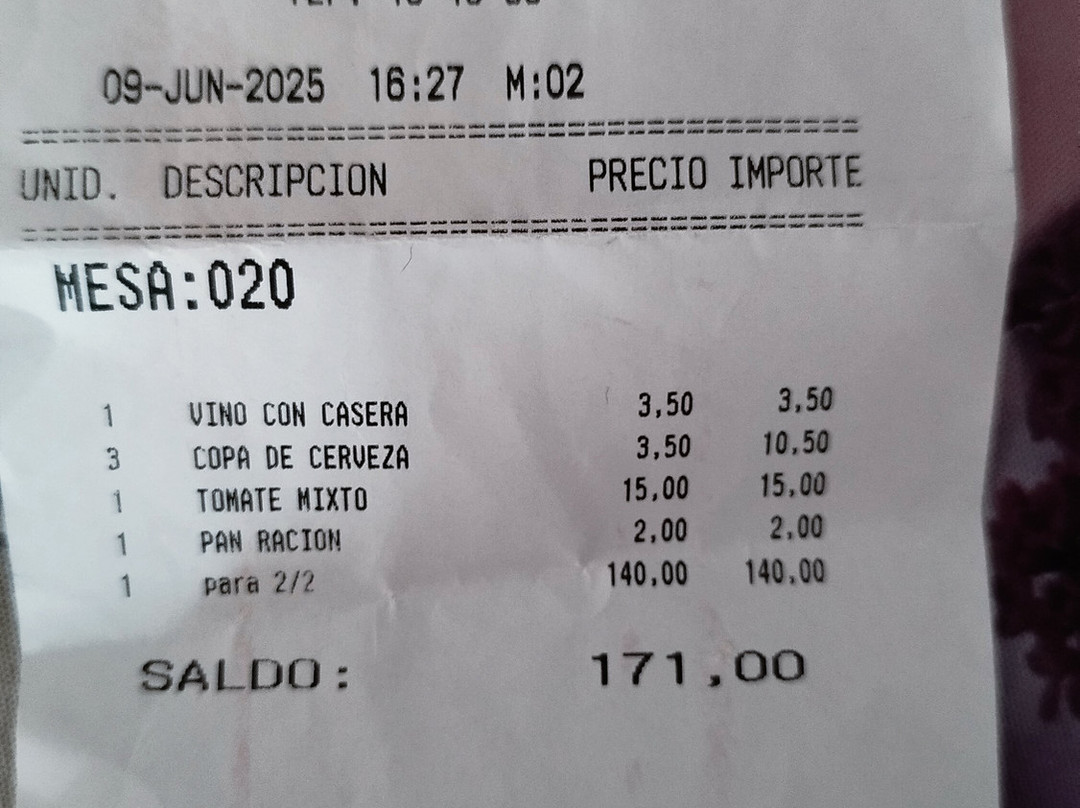 09-JUN-2025 16:27 M:02
UNID. DESCRIPCION PRECIO IMPORTE
MESA:020
1 VINO CON CASERA 3,50 3,50
3 COPA DE CERVEZA 3,50 10,50
1 TOMATE MIXTO 15,00 15,00
1 PAN RACION 2,00 2,00
1 para 2/2 140,00 140,00
SALDO: 171,00